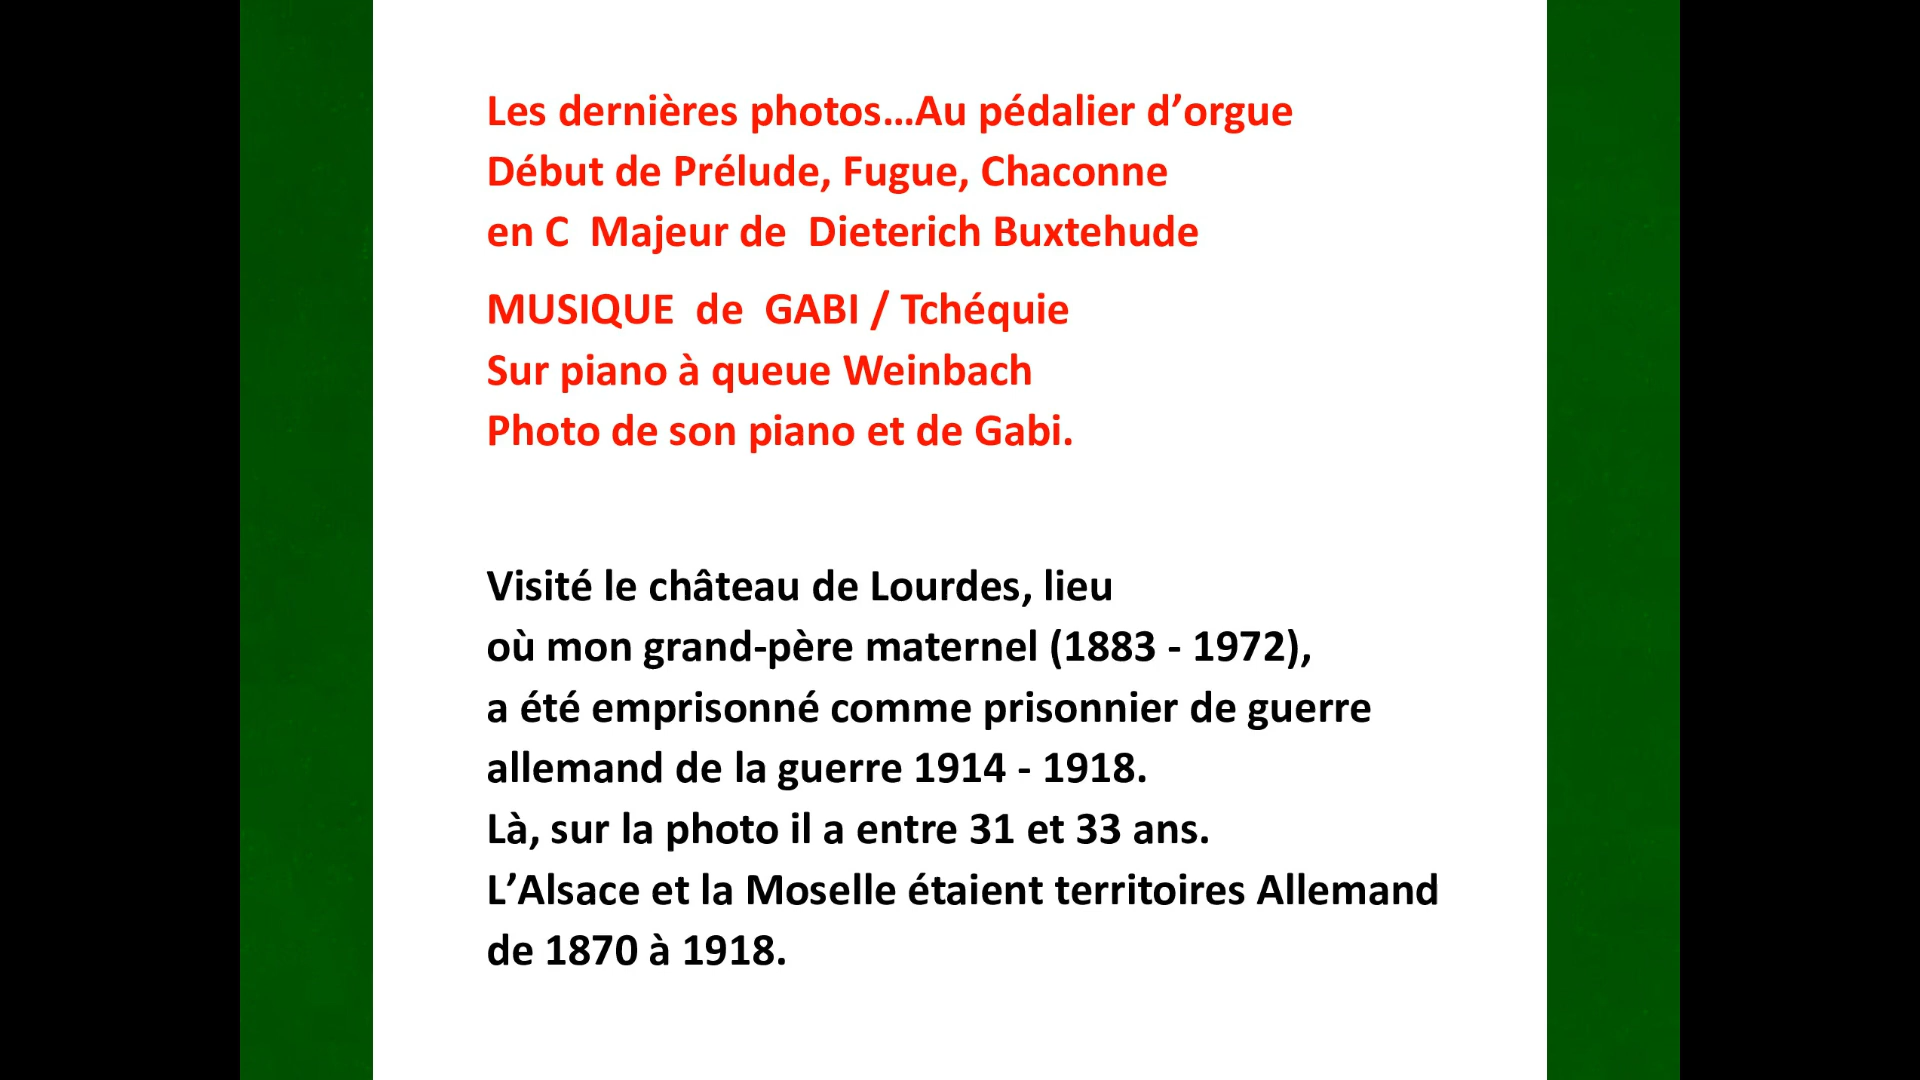 Les dernières photos…Au pédalier d’orgue
Début de Prélude, Fugue, Chaconne
en C  Majeur de  Dieterich Buxtehude
MUSIQUE  de  GABI / Tchéquie
Sur piano à queue Weinbach
Photo de son piano et de Gabi.
Visité le château de Lourdes, lieu
où mon grand-père maternel (1883 - 1972),
a été emprisonné comme prisonnier de guerre
allemand de la guerre 1914 - 1918.
Là, sur la photo il a entre 31 et 33 ans.
L’Alsace et la Moselle étaient territoires Allemand
de 1870 à 1918.